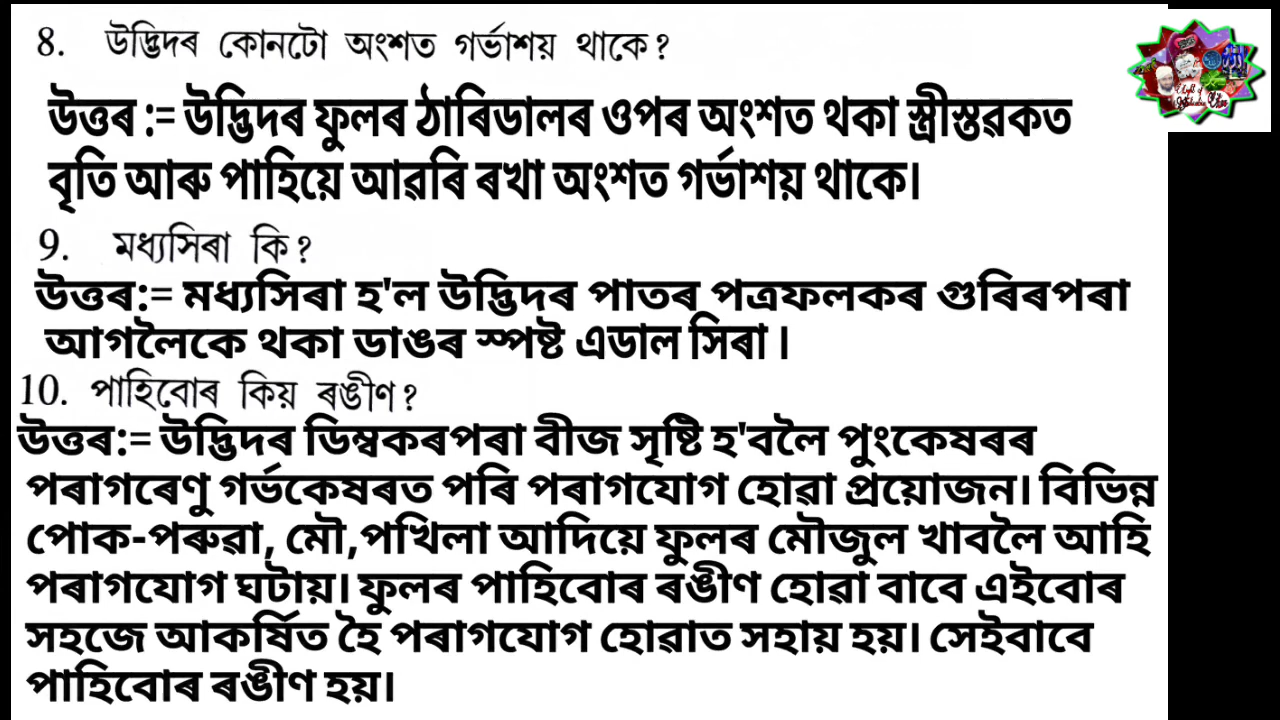 8. উদ্ভিদৰ কোনটো অংশত গৰ্ভাশয় থাকে?
উত্তৰ := উদ্ভিদৰ ফুলৰ ঠাৰিডালৰ ওপৰ অংশত থকা স্ত্ৰীস্তৱকত
বৃতি আৰু পাহিয়ে আৱৰি ৰখা অংশত গৰ্ভাশয় থাকে।
9. মধ্যসিৰা কি?
উত্তৰ:= মধ্যসিৰা হ'ল উদ্ভিদৰ পাতৰ পত্ৰফলকৰ গুৰিৰপৰা
আগলৈকে থকা ডাঙৰ স্পষ্ট এডাল সিৰা।
10. পাহিবোৰ কিয় ৰঙীণ?
উত্তৰ:= উদ্ভিদৰ ডিম্বকৰপৰা বীজ সৃষ্টি হ'বলৈ পুংকেষৰৰ
পৰাগৰেণু গৰ্ভকেষৰত পৰি পৰাগযোগ হোৱা প্ৰয়োজন। বিভিন্ন
পোক-পৰুৱা, মৌ,পখিলা আদিয়ে ফুলৰ মৌজুল খাবলৈ আহি
পৰাগযোগ ঘটায়। ফুলৰ পাহিবোৰ ৰঙীণ হোৱা বাবে এইবোৰ
সহজে আকৰ্ষিত হৈ পৰাগযোগ হোৱাত সহায় হয়। সেইবাবে
পাহিবোৰ ৰঙীণ হয়।